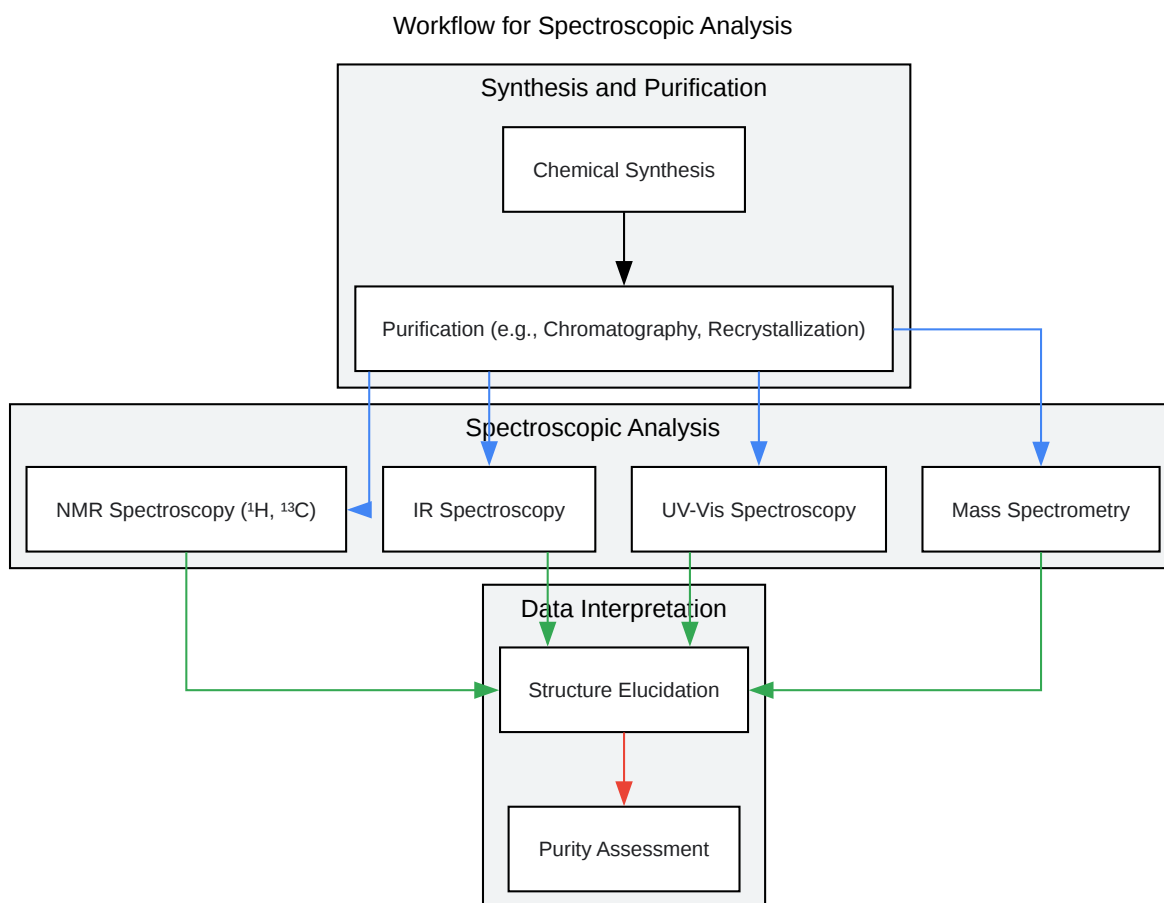 Workflow for Spectroscopic Analysis
Synthesis and Purification
Chemical Synthesis
Purification (e.g., Chromatography, Recrystallization)
Spectroscopic Analysis
NMR Spectroscopy (¹H, ¹³C)
IR Spectroscopy
UV-Vis Spectroscopy
Mass Spectrometry
Data Interpretation
Structure Elucidation
Purity Assessment